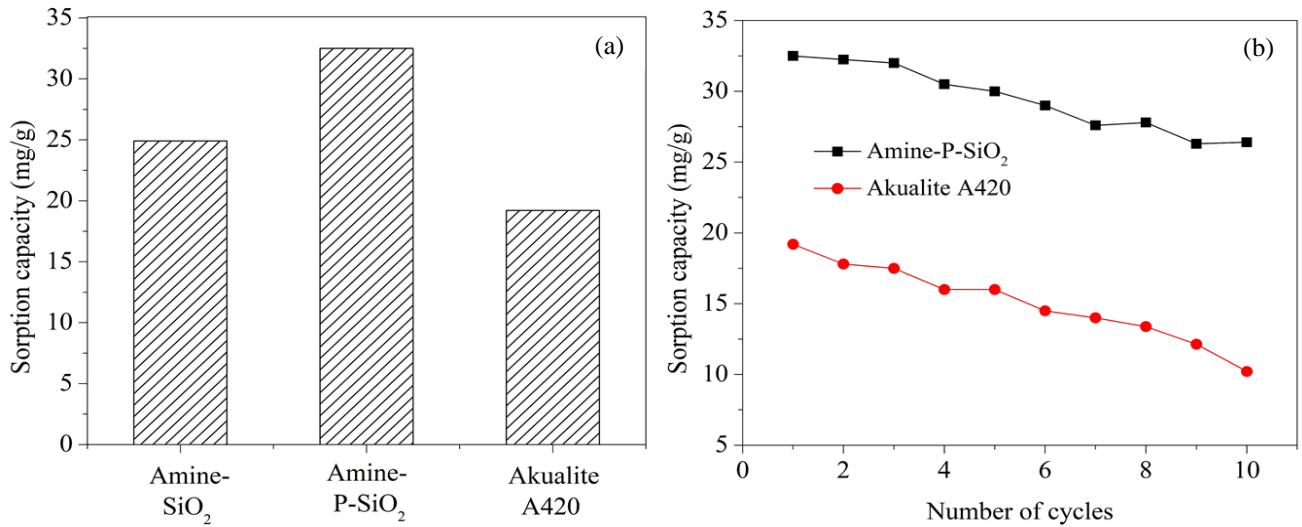 (a)
Sorption capacity (mg/g)
35
30
25
20
15
10
5
0
Amine-
SiO₂
Amine-
P-SiO₂
Akualite
A420
(b)
Sorption capacity (mg/g)
35
30
25
20
15
10
5
Amine-P-SiO₂
Akualite A420
0 2 4 6 8 10
Number of cycles